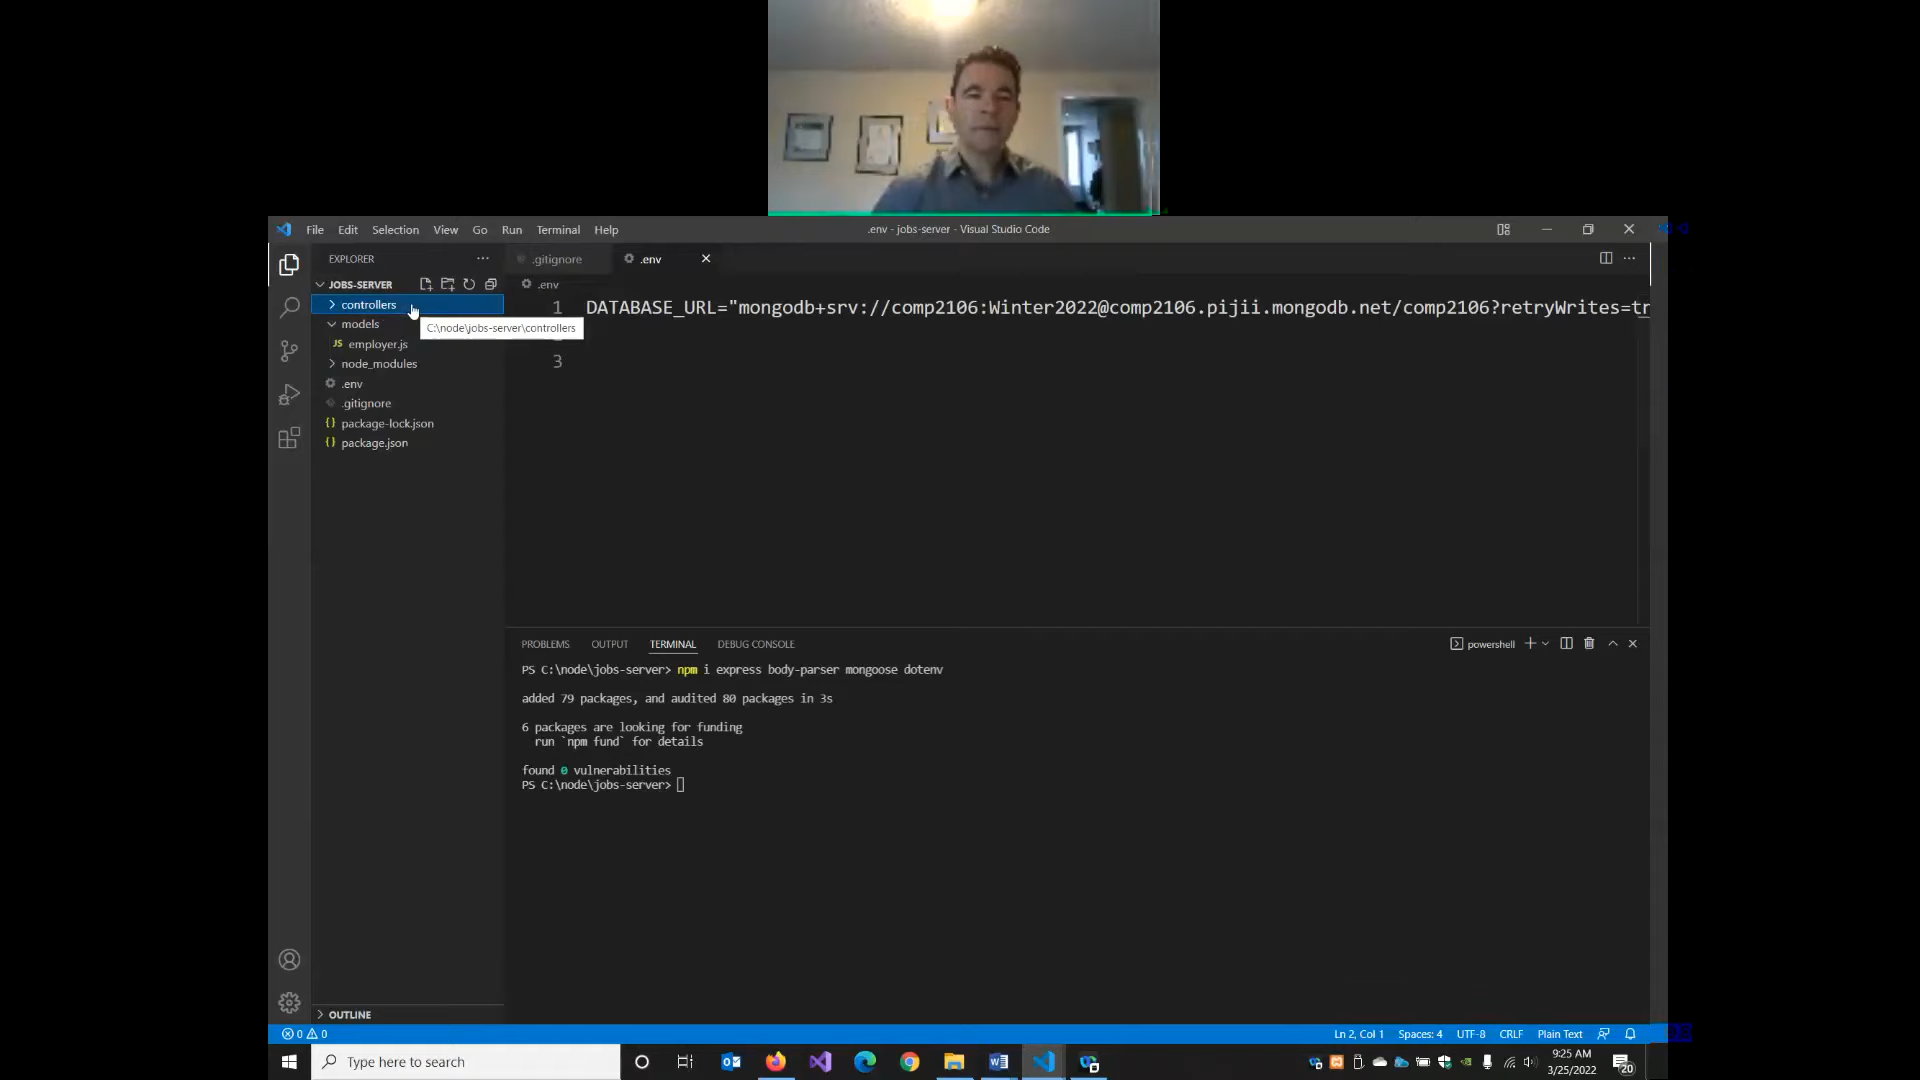 File Edit Selection View Go Run Terminal Help
.env - jobs-server - Visual Studio Code
EXPLORER
.gitignore
.env
JOBS-SERVER
.env
controllers
C:\node\jobs-server\controllers
models
JS employer.js
node_modules
.env
.gitignore
{} package-lock.json
{} package.json
1 DATABASE_URL="mongodb+srv://comp2106:Winter2022@comp2106.pijii.mongodb.net/comp2106?retryWrites=tr
3
PROBLEMS OUTPUT TERMINAL DEBUG CONSOLE
powershell
PS C:\node\jobs-server> npm i express body-parser mongoose dotenv
added 79 packages, and audited 80 packages in 3s
6 packages are looking for funding
run `npm fund` for details
found 0 vulnerabilities
PS C:\node\jobs-server>
OUTLINE
0 0
Ln 2, Col 1 Spaces: 4 UTF-8 CRLF Plain Text
Type here to search
9:25 AM
3/25/2022
20